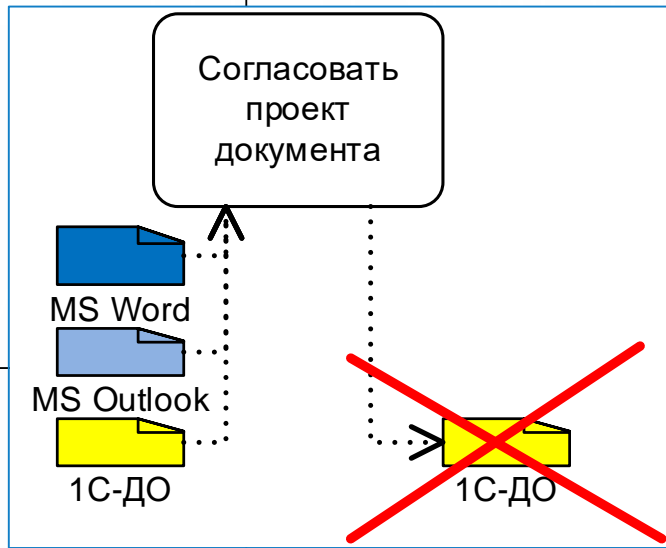 Согласовать
проект
документа
MS Word
MS Outlook
1С-ДО
1С-ДО